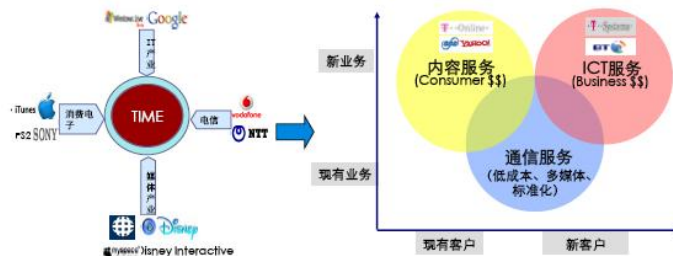 Windows Live
Google
IT产业
iTunes
消费电子
PS2 SONY
TIME
电信
vodafone
NTT
媒体产业
Disney
myspace
Disney Interactive
新业务
现有业务
T··Online·
YAHOO!
内容服务
(Consumer $$)
T··Systems·
BT
ICT服务
(Business $$)
通信服务
(低成本、多媒体、
标准化)
现有客户
新客户